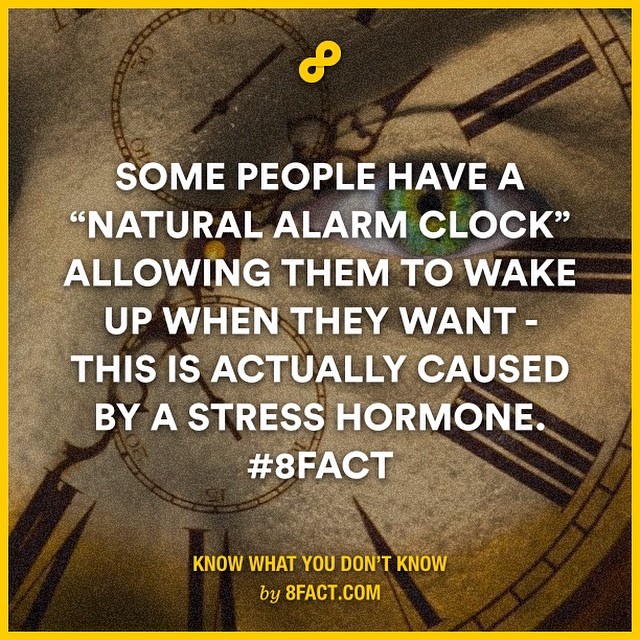 60
SOME PEOPLE HAVE A
“NATURAL ALARM CLOCK”
ALLOWING THEM TO WAKE
UP WHEN THEY WANT -
THIS IS ACTUALLY CAUSED
BY A STRESS HORMONE.
#8FACT
KNOW WHAT YOU DON’T KNOW
by 8FACT.COM